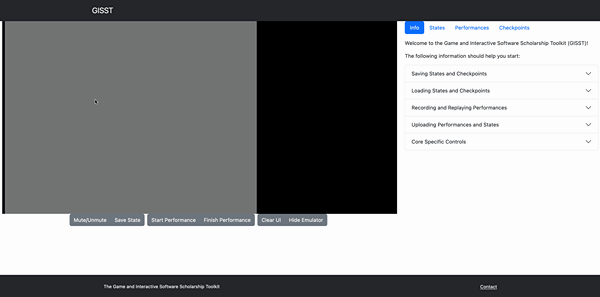 GISST
Info States Performances Checkpoints
Welcome to the Game and Interactive Software Scholarship Toolkit (GISST)!
The following information should help you start:
Saving States and Checkpoints
Loading States and Checkpoints
Recording and Replaying Performances
Uploading Performances and States
Core Specific Controls
Mute/Unmute Save State Start Performance Finish Performance Clear UI Hide Emulator
The Game and Interactive Software Scholarship Toolkit Contact